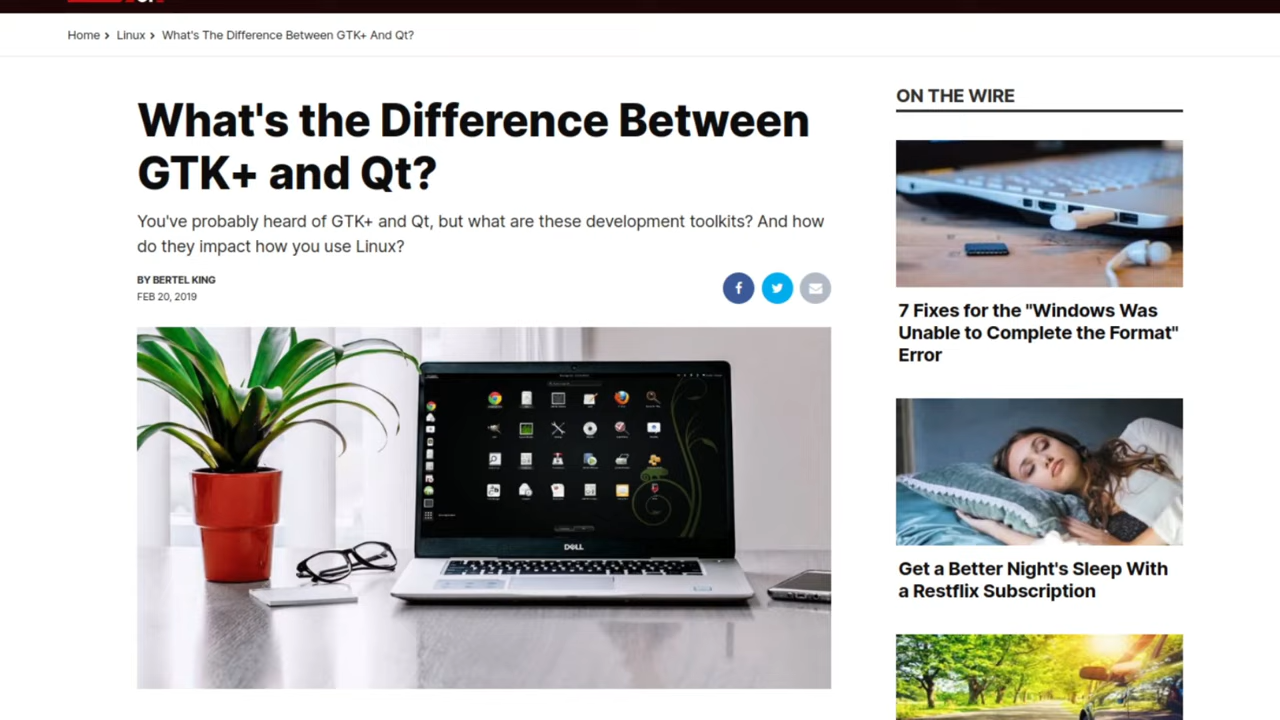 Home > Linux > What's The Difference Between GTK+ And Qt?
What's the Difference Between
GTK+ and Qt?
You've probably heard of GTK+ and Qt, but what are these development toolkits? And how
do they impact how you use Linux?
BY BERTEL KING
FEB 20, 2019
DELL
ON THE WIRE
7 Fixes for the "Windows Was
Unable to Complete the Format"
Error
Get a Better Night's Sleep With
a Restflix Subscription